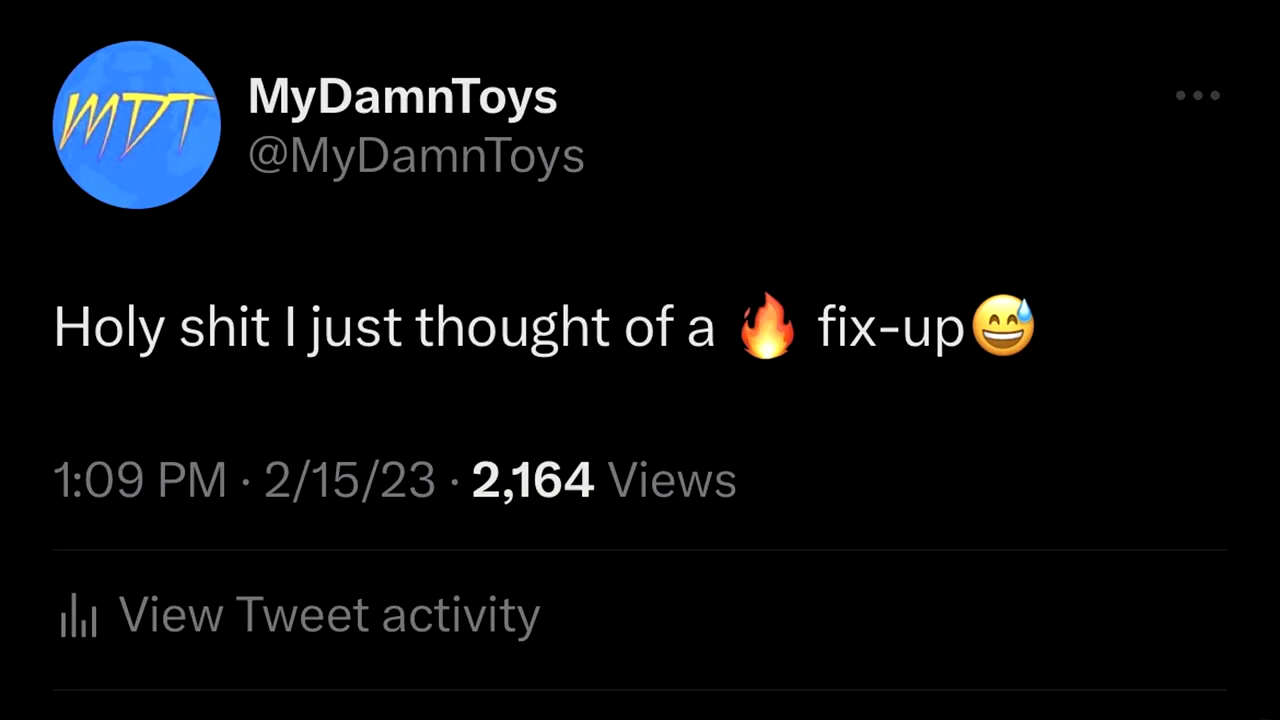 MDT
MyDamnToys
@MyDamnToys
Holy shit I just thought of a 🔥 fix-up😅
1:09 PM · 2/15/23 · 2,164 Views
View Tweet activity